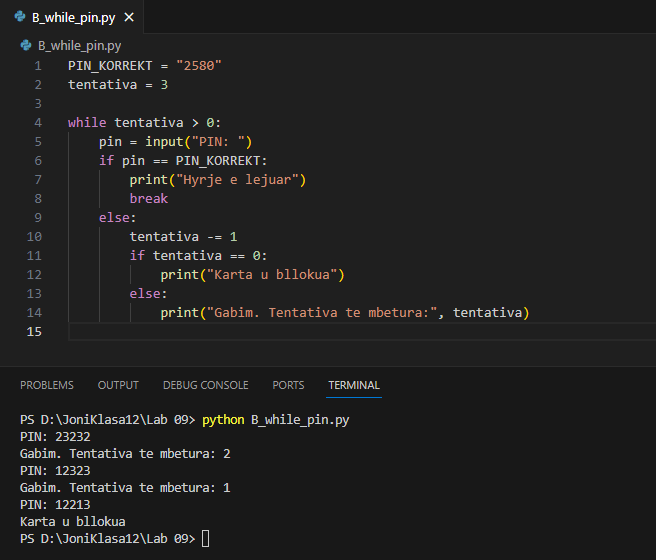 B_while_pin.py
B_while_pin.py
1 PIN_KORREKT = "2580"
2 tentativa = 3
3
4 while tentativa > 0:
5     pin = input("PIN: ")
6     if pin == PIN_KORREKT:
7         print("Hyrje e lejuar")
8         break
9     else:
10         tentativa -= 1
11         if tentativa == 0:
12             print("Karta u bllokua")
13         else:
14             print("Gabim. Tentativa te mbetura:", tentativa)
15
PROBLEMS OUTPUT DEBUG CONSOLE PORTS TERMINAL
PS D:\JoniKlasa12\Lab 09> python B_while_pin.py
PIN: 23232
Gabim. Tentativa te mbetura: 2
PIN: 12323
Gabim. Tentativa te mbetura: 1
PIN: 12213
Karta u bllokua
PS D:\JoniKlasa12\Lab 09>